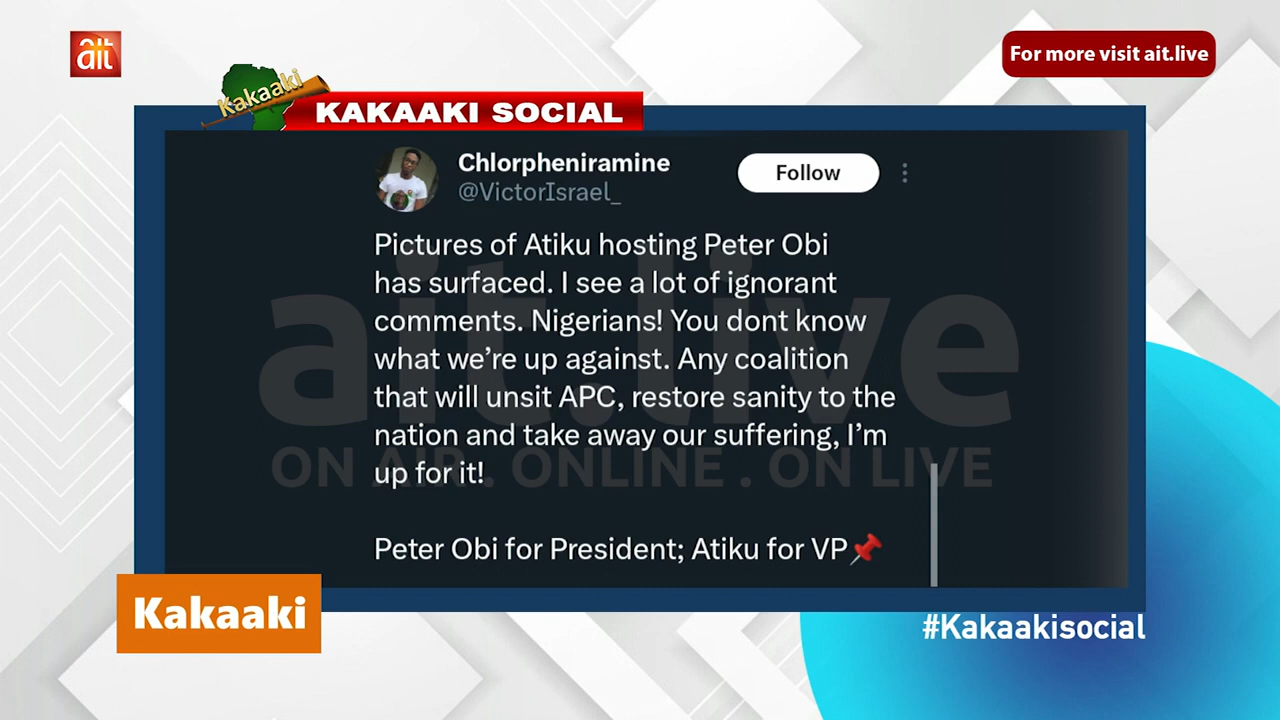 ait
For more visit ait.live
Kakaaki
KAKAAKI SOCIAL
Chlorpheniramine
@VictorIsrael_
Follow
Pictures of Atiku hosting Peter Obi
has surfaced. I see a lot of ignorant
comments. Nigerians! You dont know
what we’re up against. Any coalition
that will unsit APC, restore sanity to the
nation and take away our suffering, I’m
up for it!
Peter Obi for President; Atiku for VP📌
ait.live
ON AIR . ONLINE . ON LIVE
Kakaaki
#Kakaakisocial